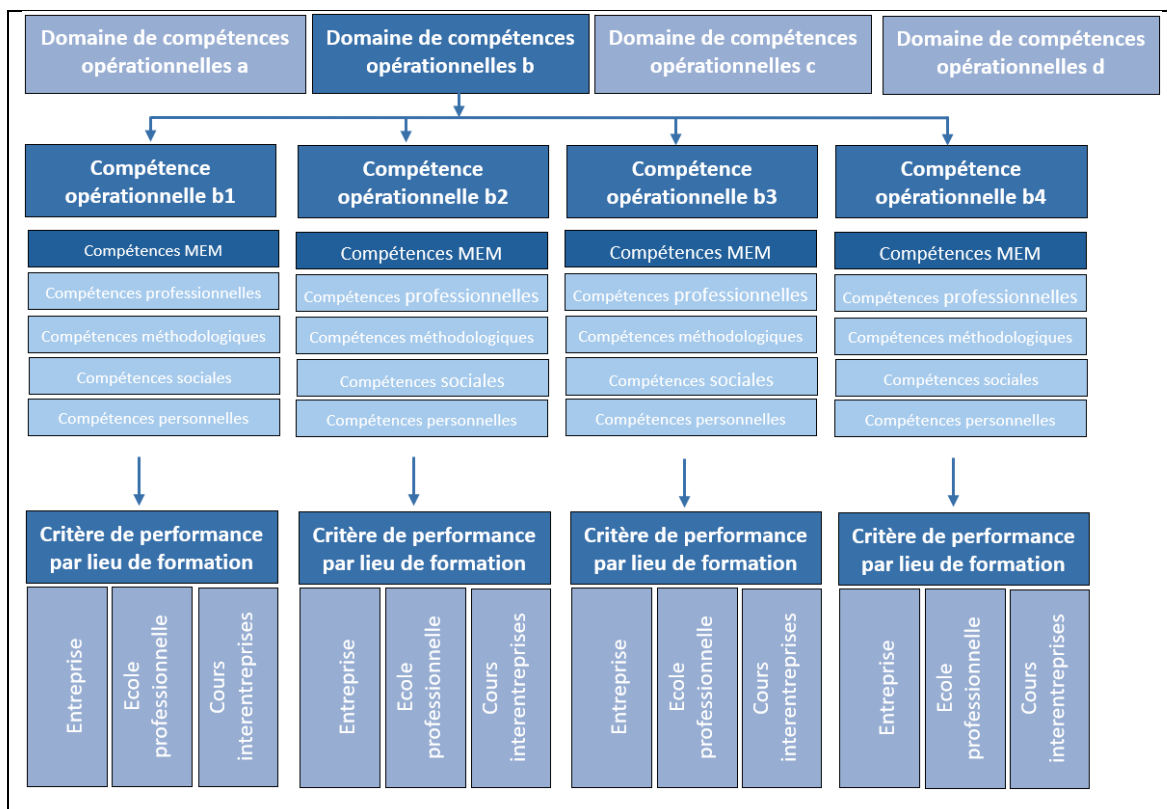 Domaine de compétences
opérationnelles a
Domaine de compétences
opérationnelles b
Domaine de compétences
opérationnelles c
Domaine de compétences
opérationnelles d
Compétence
opérationnelle b1
Compétence
opérationnelle b2
Compétence
opérationnelle b3
Compétence
opérationnelle b4
Compétences MEM
Compétences MEM
Compétences MEM
Compétences MEM
Compétences professionnelles
Compétences professionnelles
Compétences professionnelles
Compétences professionnelles
Compétences méthodologiques
Compétences méthodologiques
Compétences méthodologiques
Compétences méthodologiques
Compétences sociales
Compétences sociales
Compétences sociales
Compétences sociales
Compétences personnelles
Compétences personnelles
Compétences personnelles
Compétences personnelles
Critère de performance
par lieu de formation
Critère de performance
par lieu de formation
Critère de performance
par lieu de formation
Critère de performance
par lieu de formation
Entreprise
Ecole
professionnelle
Cours
interentreprises
Entreprise
Ecole
professionnelle
Cours
interentreprises
Entreprise
Ecole
professionnelle
Cours
interentreprises
Entreprise
Ecole
professionnelle
Cours
interentreprises